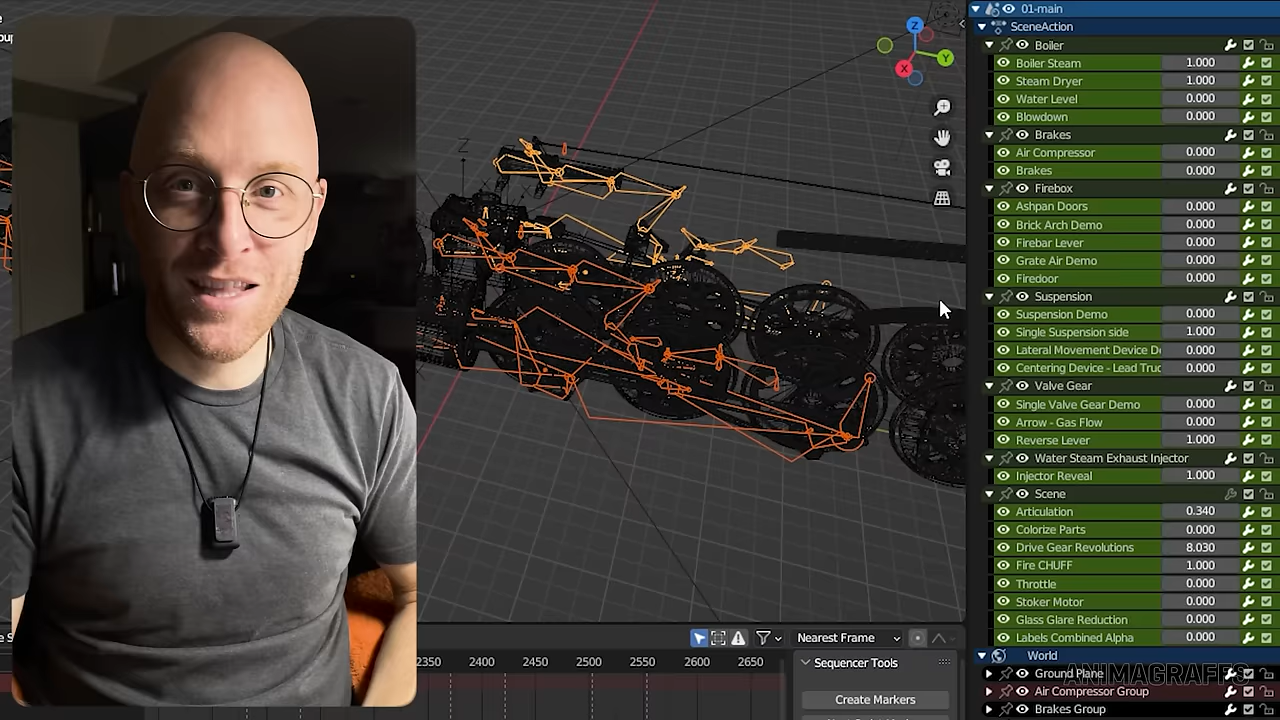 01-main
SceneAction
Boiler
Boiler Steam 1.000
Steam Dryer 1.000
Water Level 0.000
Blowdown 0.000
Brakes
Air Compressor 0.000
Brakes 0.000
Firebox
Ashpan Doors 0.000
Brick Arch Demo 0.000
Firebar Lever 0.000
Grate Air Demo 0.000
Firedoor 0.000
Suspension
Suspension Demo 0.000
Single Suspension side 1.000
Lateral Movement Device D 0.000
Centering Device - Lead Truc 0.000
Valve Gear
Single Valve Gear Demo 0.000
Arrow - Gas Flow 0.000
Reverse Lever 1.000
Water Steam Exhaust Injector
Injector Reveal 1.000
Scene
Articulation 0.340
Colorize Parts 0.000
Drive Gear Revolutions 8.030
Fire CHUFF 1.000
Throttle 0.000
Stoker Motor 0.000
Glass Glare Reduction 0.000
Labels Combined Alpha 0.000
World
Ground Plane
Air Compressor Group
Brakes Group
ANIMAGRAFFS
Z
Y
X
Z
Nearest Frame
2350 2400 2450 2500 2550 2600 2650
Sequencer Tools
Create Markers